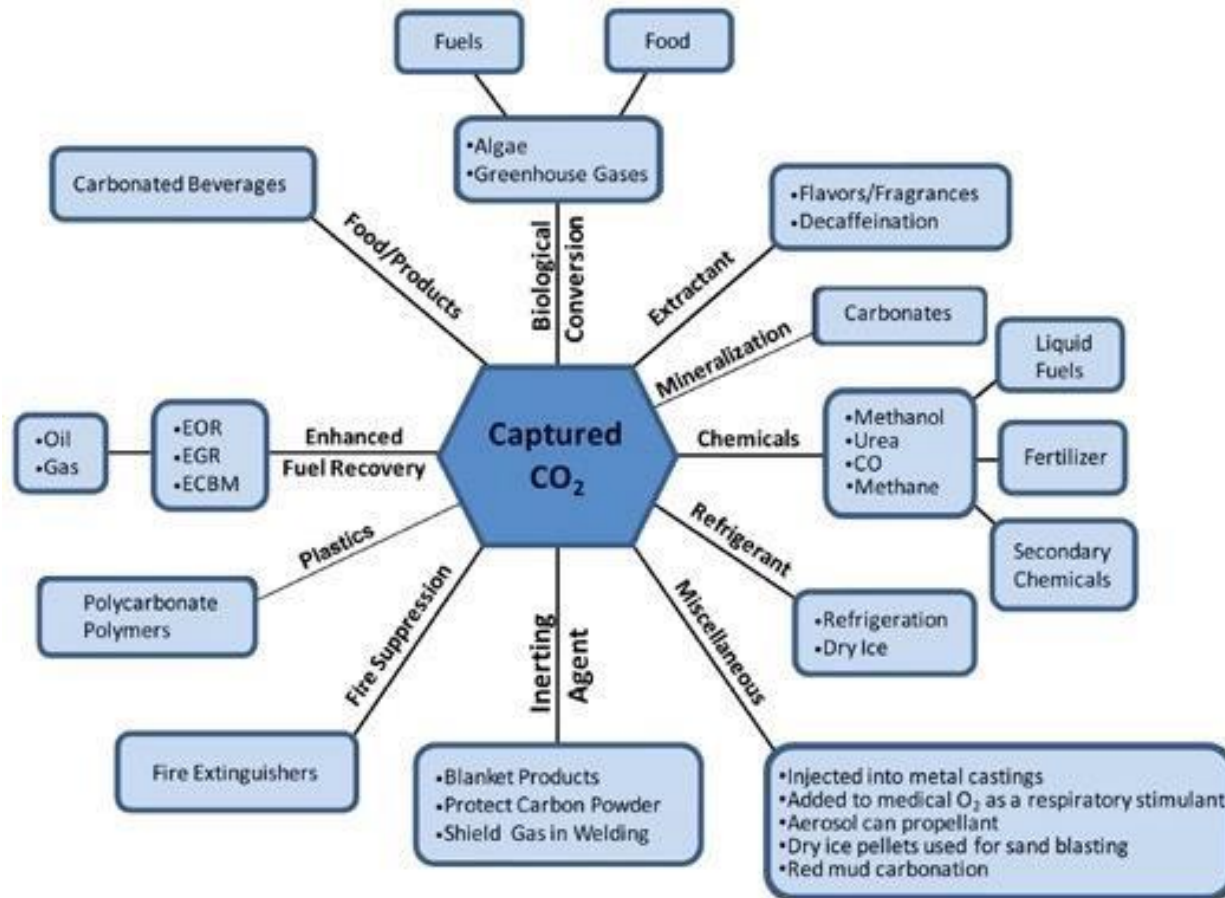 Fuels
Food
•Algae
•Greenhouse Gases
Carbonated Beverages
•Flavors/Fragrances
•Decaffeination
Food/Products
Biological
Conversion
Extractant
Mineralization
Carbonates
Liquid
Fuels
•Oil
•Gas
•EOR
•EGR
•ECBM
Enhanced
Fuel Recovery
Captured
CO₂
Chemicals
•Methanol
•Urea
•CO
•Methane
Fertilizer
Secondary
Chemicals
Plastics
Polycarbonate
Polymers
Refrigerant
•Refrigeration
•Dry Ice
Fire Suppression
Fire Extinguishers
Inerting
Agent
•Blanket Products
•Protect Carbon Powder
•Shield Gas in Welding
Miscellaneous
•Injected into metal castings
•Added to medical O₂ as a respiratory stimulant
•Aerosol can propellant
•Dry ice pellets used for sand blasting
•Red mud carbonation